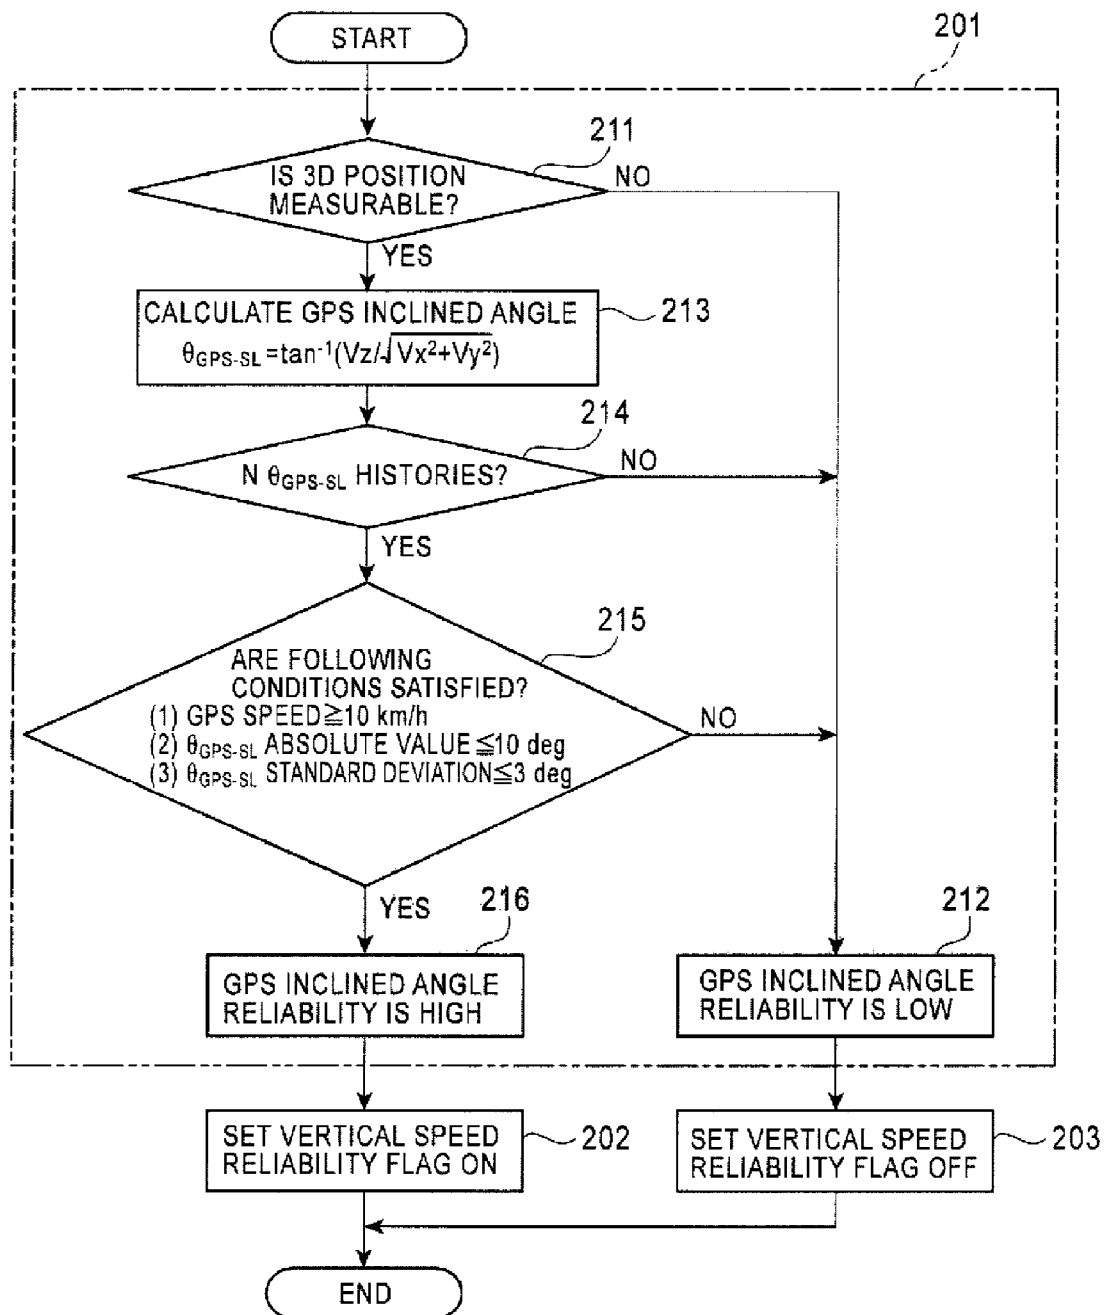 START
201
211
IS 3D POSITION
MEASURABLE?
NO
YES
CALCULATE GPS INCLINED ANGLE
θGPS-SL=tan⁻¹(Vz/√Vx²+Vy²)
213
214
N θGPS-SL HISTORIES?
NO
YES
215
ARE FOLLOWING
CONDITIONS SATISFIED?
(1) GPS SPEED≧10 km/h
(2) θGPS-SL ABSOLUTE VALUE≦10 deg
(3) θGPS-SL STANDARD DEVIATION≦3 deg
NO
YES
216
GPS INCLINED ANGLE
RELIABILITY IS HIGH
212
GPS INCLINED ANGLE
RELIABILITY IS LOW
SET VERTICAL SPEED
RELIABILITY FLAG ON
202
SET VERTICAL SPEED
RELIABILITY FLAG OFF
203
END